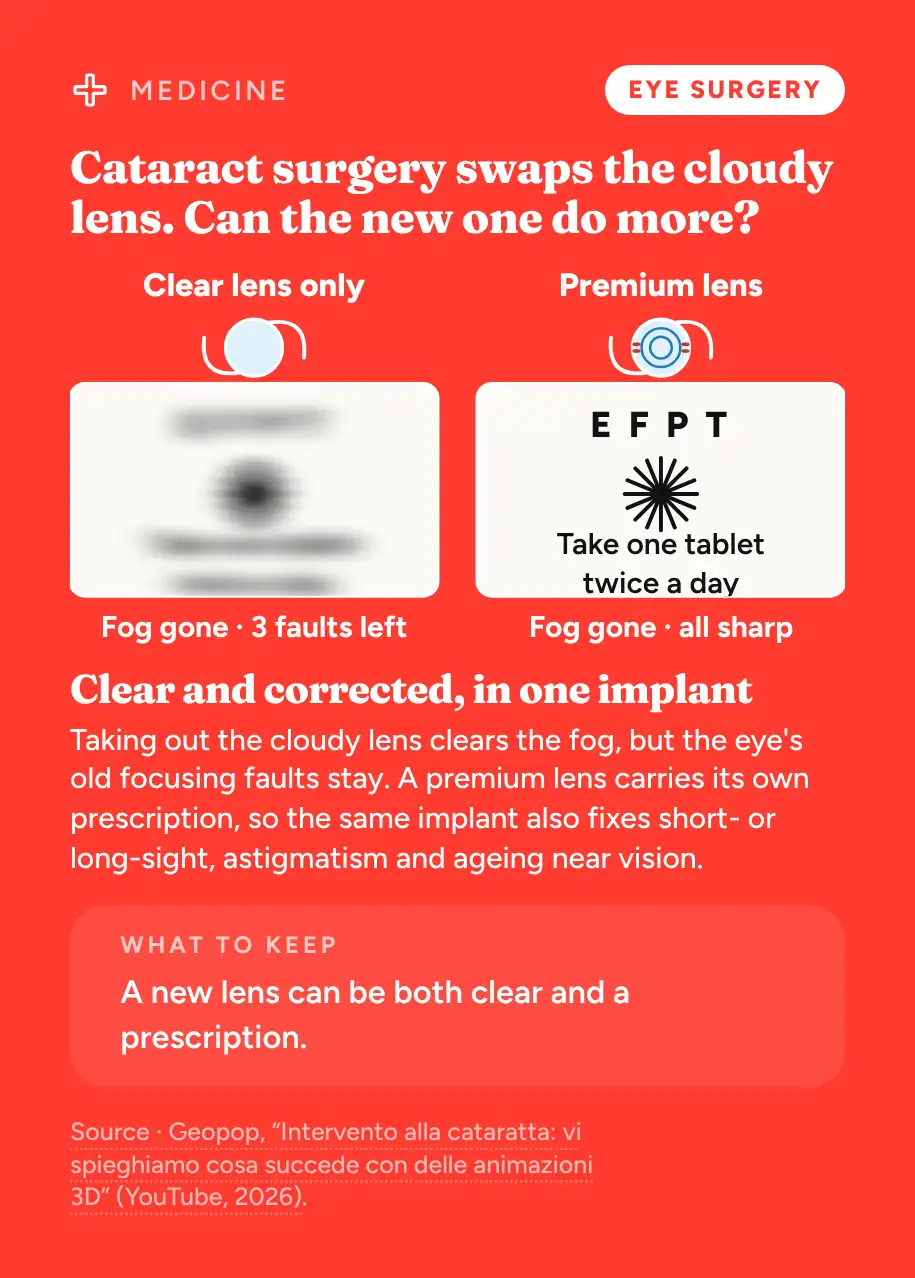 MEDICINE
EYE SURGERY
Cataract surgery swaps the cloudy
lens. Can the new one do more?
Clear lens only
Premium lens
E F P T
Take one tablet
twice a day
Fog gone · 3 faults left
Fog gone · all sharp
Clear and corrected, in one implant
Taking out the cloudy lens clears the fog, but the eye's
old focusing faults stay. A premium lens carries its own
prescription, so the same implant also fixes short- or
long-sight, astigmatism and ageing near vision.
WHAT TO KEEP
A new lens can be both clear and a
prescription.
Source · Geopop, “Intervento alla cataratta: vi
spieghiamo cosa succede con delle animazioni
3D” (YouTube, 2026).